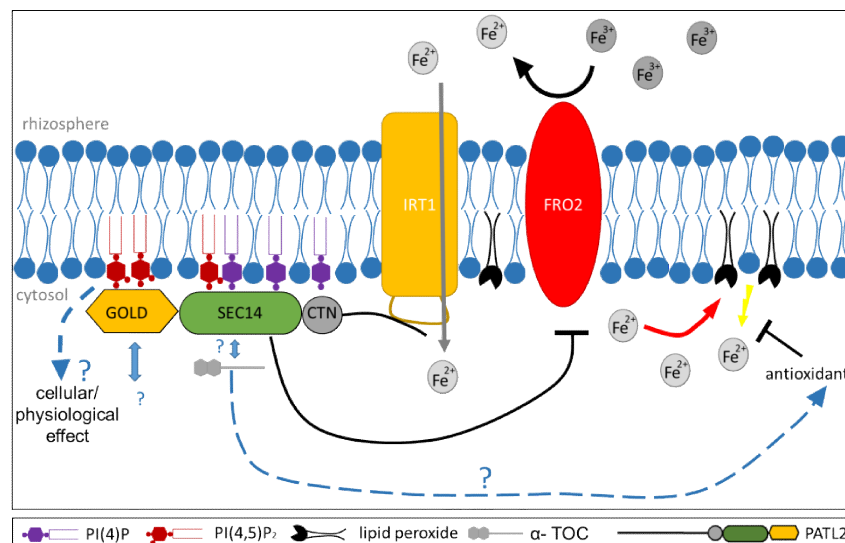 Fe2+
Fe2+
Fe3+
Fe3+
Fe3+
rhizosphere
IRT1
FRO2
cytosol
GOLD
SEC14
CTN
?
?
?
cellular/
physiological
effect
Fe2+
Fe2+
Fe2+
Fe2+
antioxidant
?
PI(4)P
PI(4,5)P2
lipid peroxide
α- TOC
PATL2